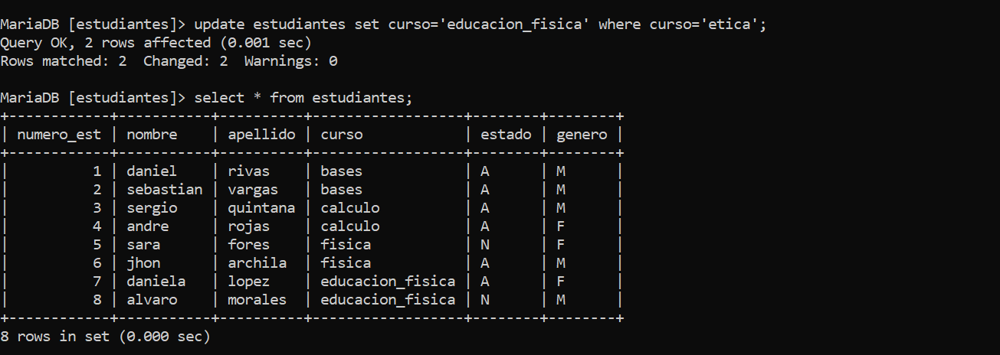 MariaDB [estudiantes]> update estudiantes set curso='educacion_fisica' where curso='etica';
Query OK, 2 rows affected (0.001 sec)
Rows matched: 2  Changed: 2  Warnings: 0

MariaDB [estudiantes]> select * from estudiantes;
+------------+-----------+----------+------------------+--------+--------+
| numero_est | nombre    | apellido | curso            | estado | genero |
+------------+-----------+----------+------------------+--------+--------+
|          1 | daniel    | rivas    | bases            | A      | M      |
|          2 | sebastian | vargas   | bases            | A      | M      |
|          3 | sergio    | quintana | calculo          | A      | M      |
|          4 | andre     | rojas    | calculo          | A      | F      |
|          5 | sara      | fores    | fisica           | N      | F      |
|          6 | jhon      | archila  | fisica           | A      | M      |
|          7 | daniela   | lopez    | educacion_fisica | A      | F      |
|          8 | alvaro    | morales  | educacion_fisica | N      | M      |
+------------+-----------+----------+------------------+--------+--------+
8 rows in set (0.000 sec)